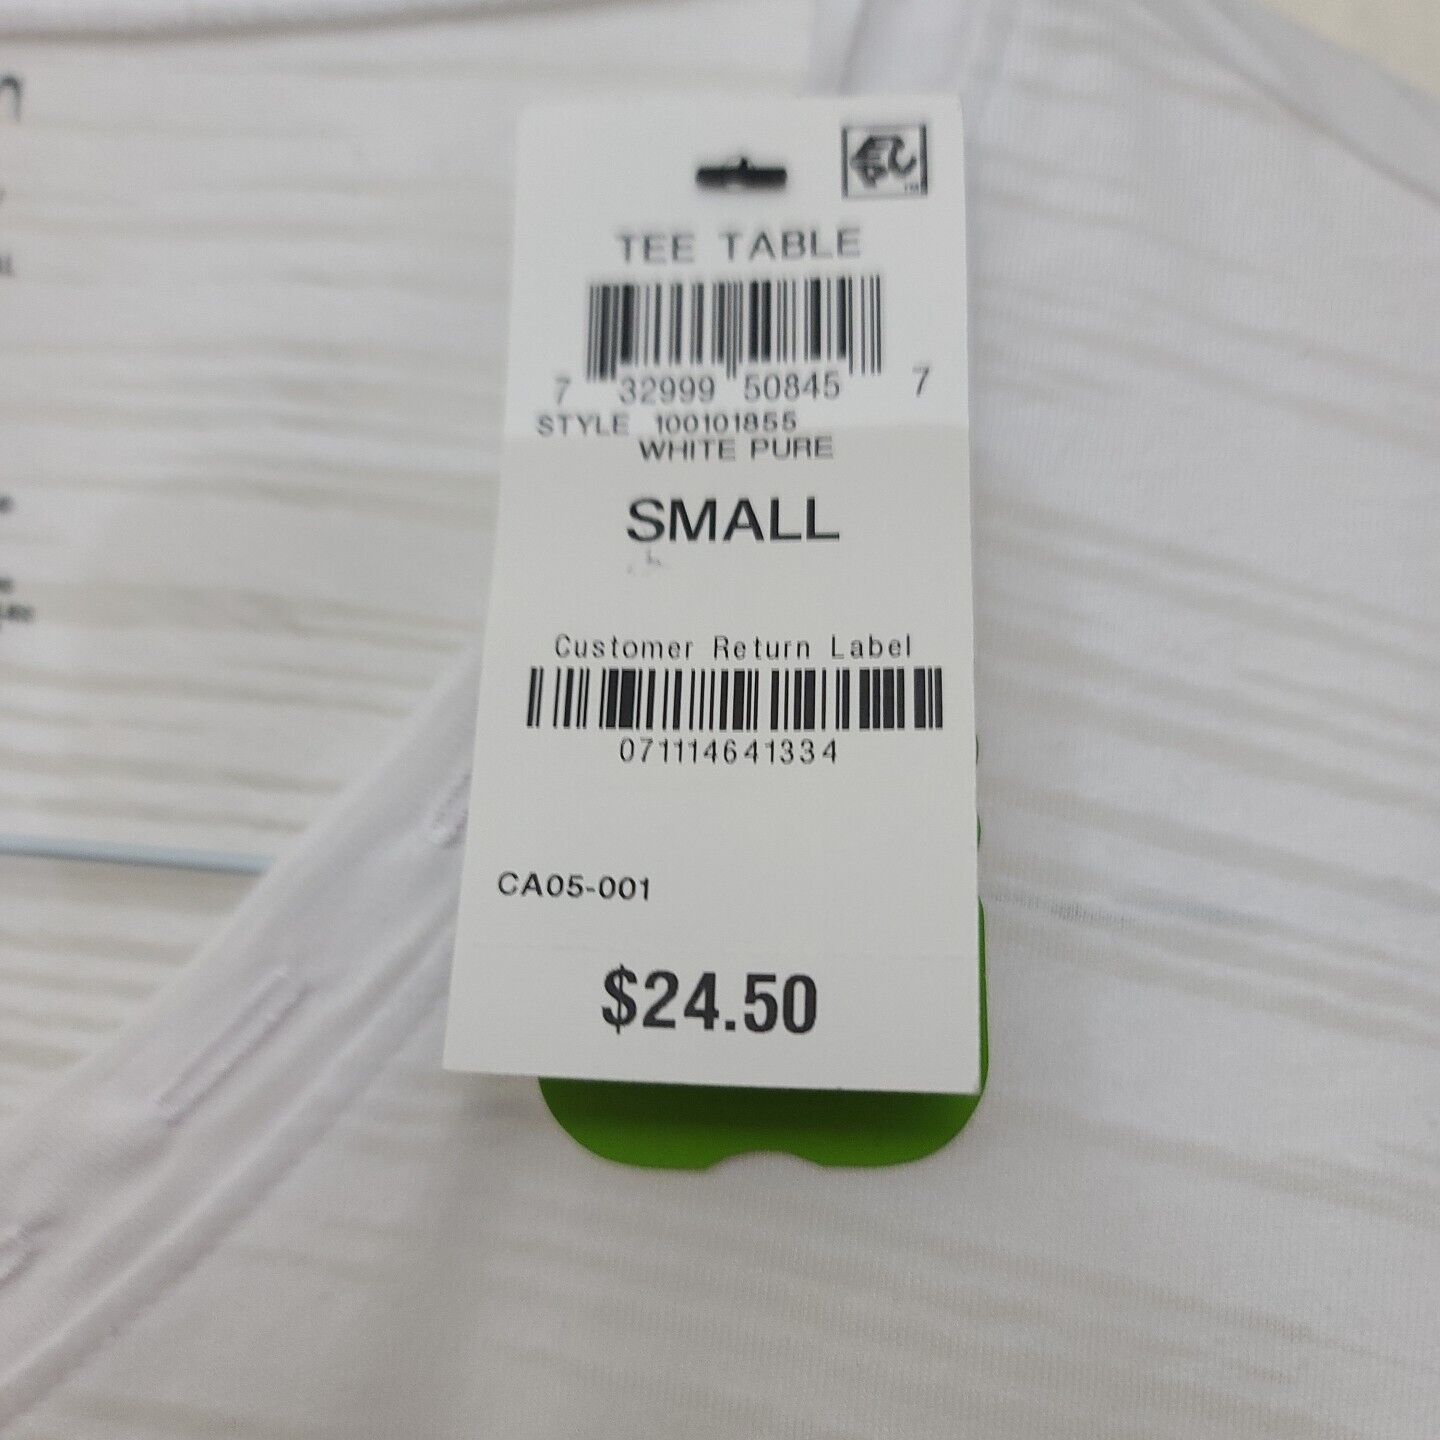 TEE TABLE
7 32999 50845 7
STYLE 100101855
WHITE PURE
SMALL
Customer Return Label
071114641334
CA05-001
$24.50